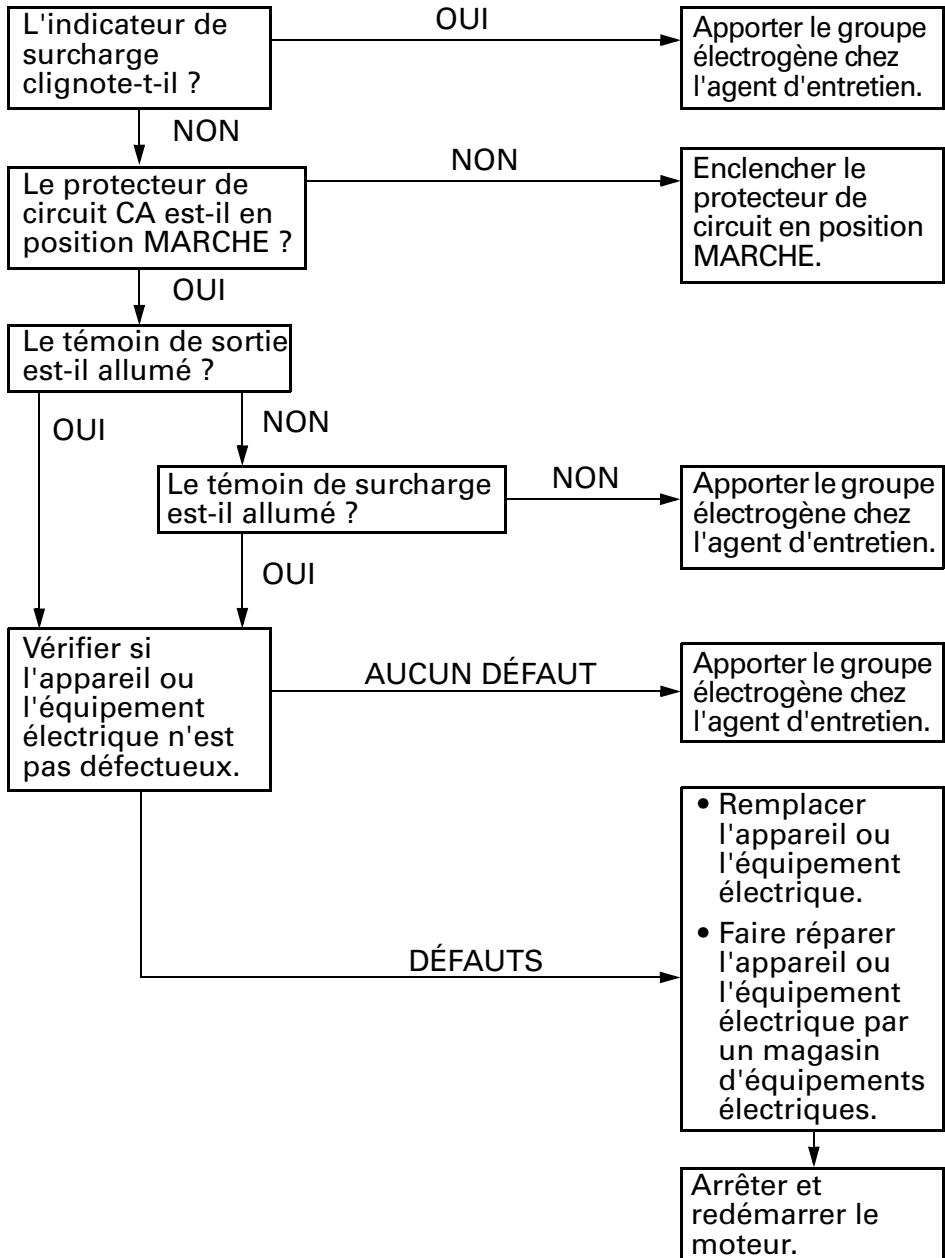 L'indicateur de
surcharge
clignote-t-il ?
OUI
Apporter le groupe
électrogène chez
l'agent d'entretien.
NON
Le protecteur de
circuit CA est-il en
position MARCHE ?
NON
Enclencher le
protecteur de
circuit en position
MARCHE.
OUI
Le témoin de sortie
est-il allumé ?
OUI
NON
Le témoin de surcharge
est-il allumé ?
NON
Apporter le groupe
électrogène chez
l'agent d'entretien.
OUI
Vérifier si
l'appareil ou
l'équipement
électrique n'est
pas défectueux.
AUCUN DÉFAUT
Apporter le groupe
électrogène chez
l'agent d'entretien.
DÉFAUTS
• Remplacer
l'appareil ou
l'équipement
électrique.
• Faire réparer
l'appareil ou
l'équipement
électrique par
un magasin
d'équipements
électriques.
Arrêter et
redémarrer le
moteur.